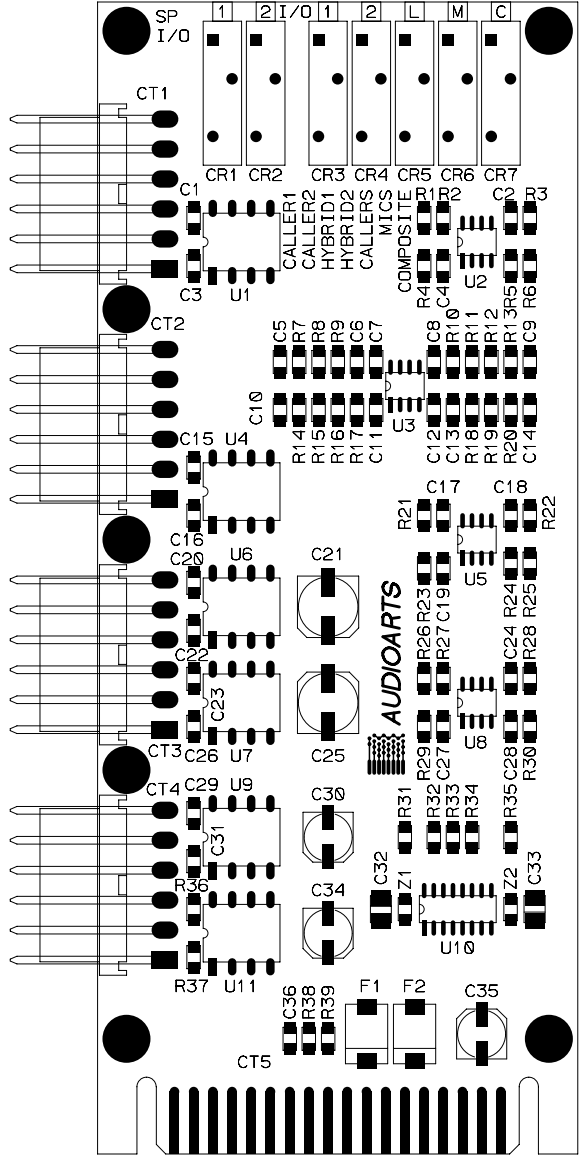 SP
I/O
1
2
I/O
1
2
L
M
C
CT1
CR1
CR2
CR3
CR4
CR5
CR6
CR7
C1
CALLER1
CALLER2
HYBRID1
HYBRID2
CALLERS
MICS
COMPOSITE
R1
R2
C2
R3
C3
U1
R4
C4
U2
R5
R6
CT2
C5
R7
R8
R9
C6
C7
C8
R10
R11
R12
R13
C9
C10
R14
R15
R16
R17
C11
U3
C12
C13
R18
R19
R20
C14
C15
U4
C16
R21
C17
C18
R22
C20
U6
C21
R23
C19
U5
R24
R25
C22
AUDIOARTS
R26
R27
C24
R28
C23
CT3
C26
U7
C25
R29
C27
U8
C28
R30
CT4
C29
U9
C30
R31
R32
R33
R34
R35
C31
R36
C34
C32
Z1
Z2
C33
U10
R37
U11
C36
R38
R39
F1
F2
C35
CT5